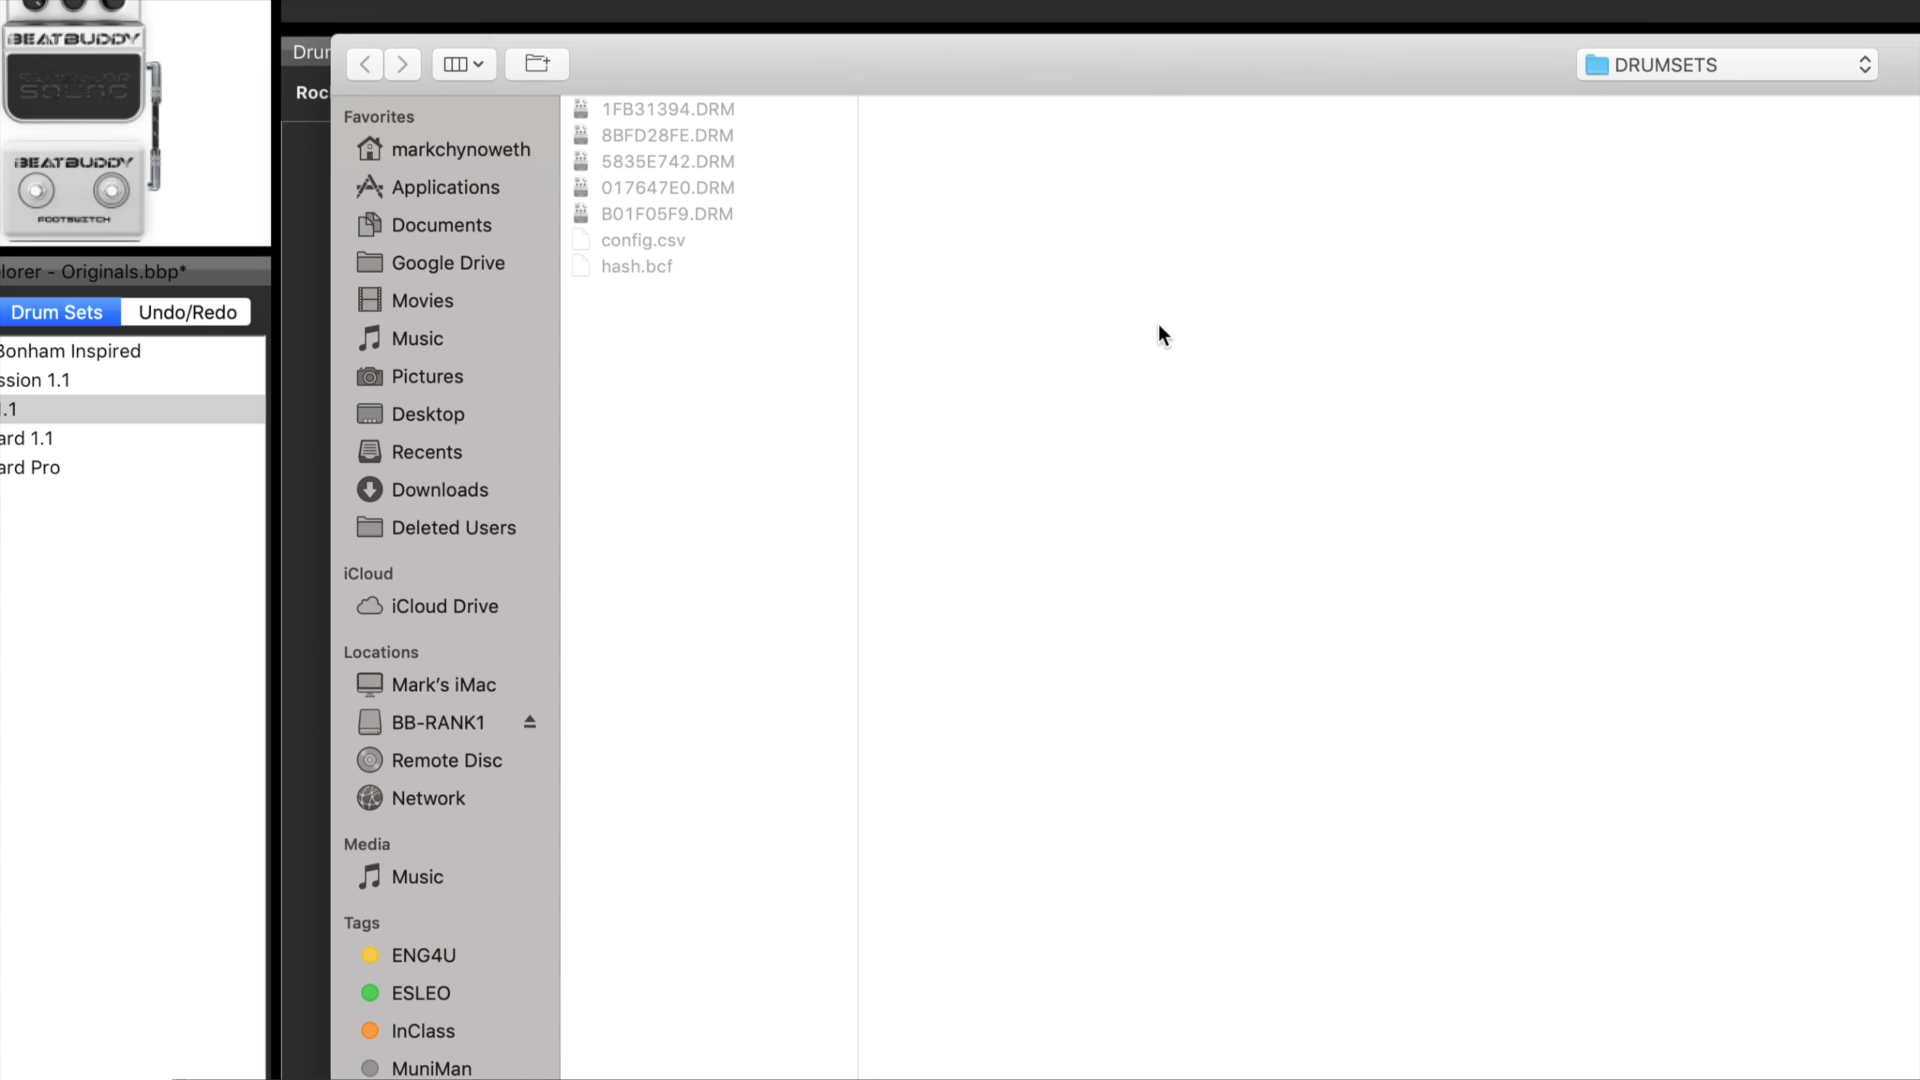 BEATBUDDY
SINGULAR
SOUND
BEATBUDDY
FOOTSWITCH
lorer - Originals.bbp*
Drum Sets
Undo/Redo
Bonham Inspired
ssion 1.1
.1
ard 1.1
ard Pro
Drum
Roc
DRUMSETS
Favorites
markchynoweth
Applications
Documents
Google Drive
Movies
Music
Pictures
Desktop
Recents
Downloads
Deleted Users
iCloud
iCloud Drive
Locations
Mark's iMac
BB-RANK1
Remote Disc
Network
Media
Music
Tags
ENG4U
ESLEO
InClass
MuniMan
1FB31394.DRM
8BFD28FE.DRM
5835E742.DRM
017647E0.DRM
B01F05F9.DRM
config.csv
hash.bcf